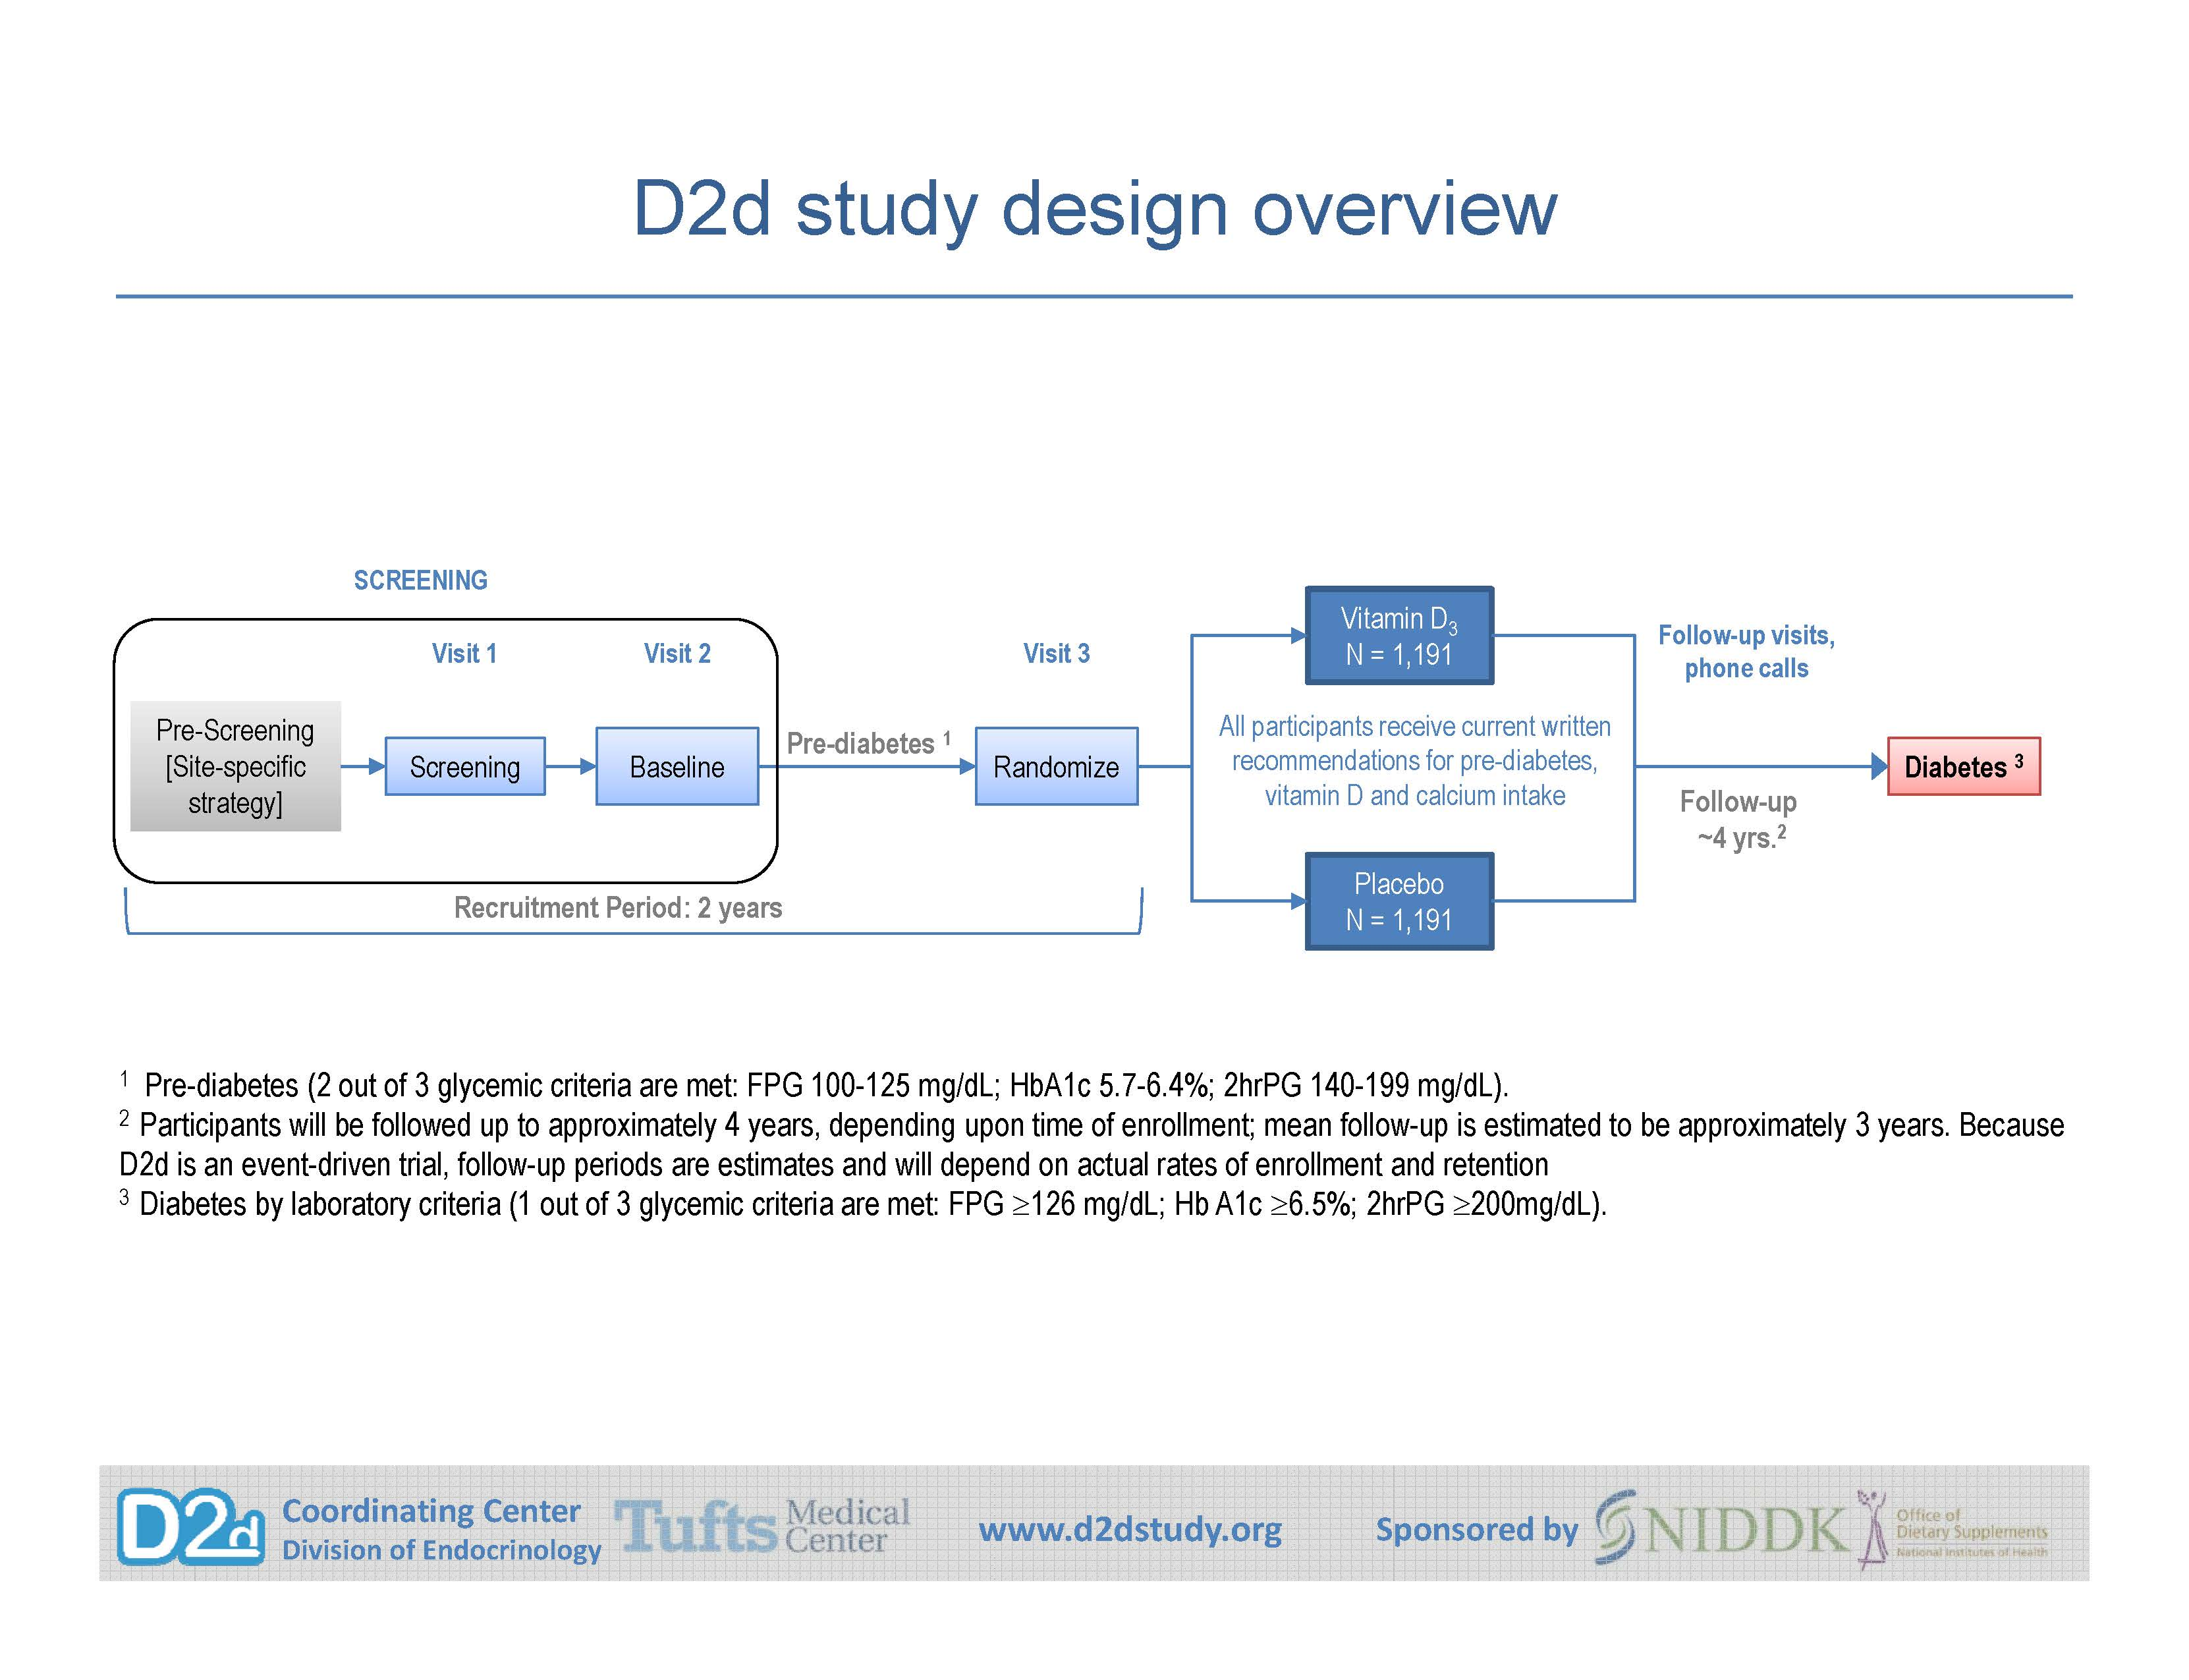 D2d study design overview
SCREENING
Visit 1
Visit 2
Visit 3
Pre-Screening
[Site-specific
strategy]
Screening
Baseline
Pre-diabetes 1
Randomize
Recruitment Period: 2 years
Vitamin D3
N = 1,191
All participants receive current written
recommendations for pre-diabetes,
vitamin D and calcium intake
Placebo
N = 1,191
Follow-up visits,
phone calls
Follow-up
~4 yrs.2
Diabetes 3
1 Pre-diabetes (2 out of 3 glycemic criteria are met: FPG 100-125 mg/dL; HbA1c 5.7-6.4%; 2hrPG 140-199 mg/dL).
2 Participants will be followed up to approximately 4 years, depending upon time of enrollment; mean follow-up is estimated to be approximately 3 years. Because
D2d is an event-driven trial, follow-up periods are estimates and will depend on actual rates of enrollment and retention
3 Diabetes by laboratory criteria (1 out of 3 glycemic criteria are met: FPG ≥126 mg/dL; Hb A1c ≥6.5%; 2hrPG ≥200mg/dL).
D2d
Coordinating Center
Division of Endocrinology
Tufts Medical
Center
www.d2dstudy.org
Sponsored by
NIDDK
Office of
Dietary Supplements
National Institutes of Health